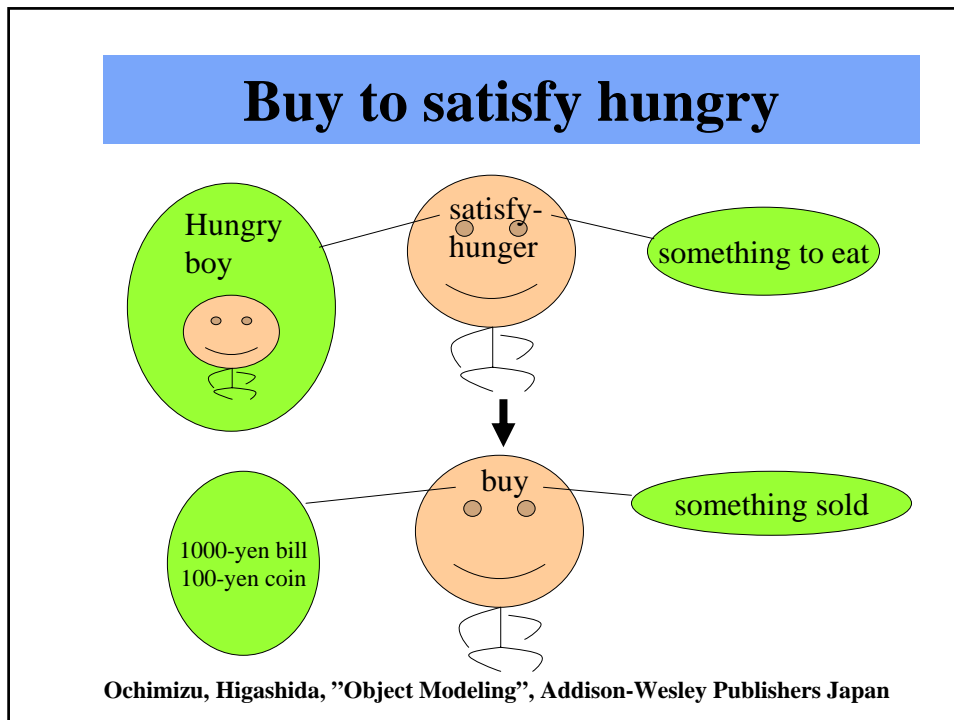 Buy to satisfy hungry
Hungry
boy
satisfy-
hunger
something to eat
buy
something sold
1000-yen bill
100-yen coin
Ochimizu, Higashida, ”Object Modeling”, Addison-Wesley Publishers Japan